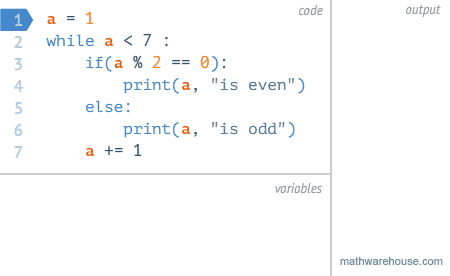 code
output
1 a = 1
2 while a < 7 :
3 if(a % 2 == 0):
4 print(a, "is even")
5 else:
6 print(a, "is odd")
7 a += 1
variables
mathwarehouse.com